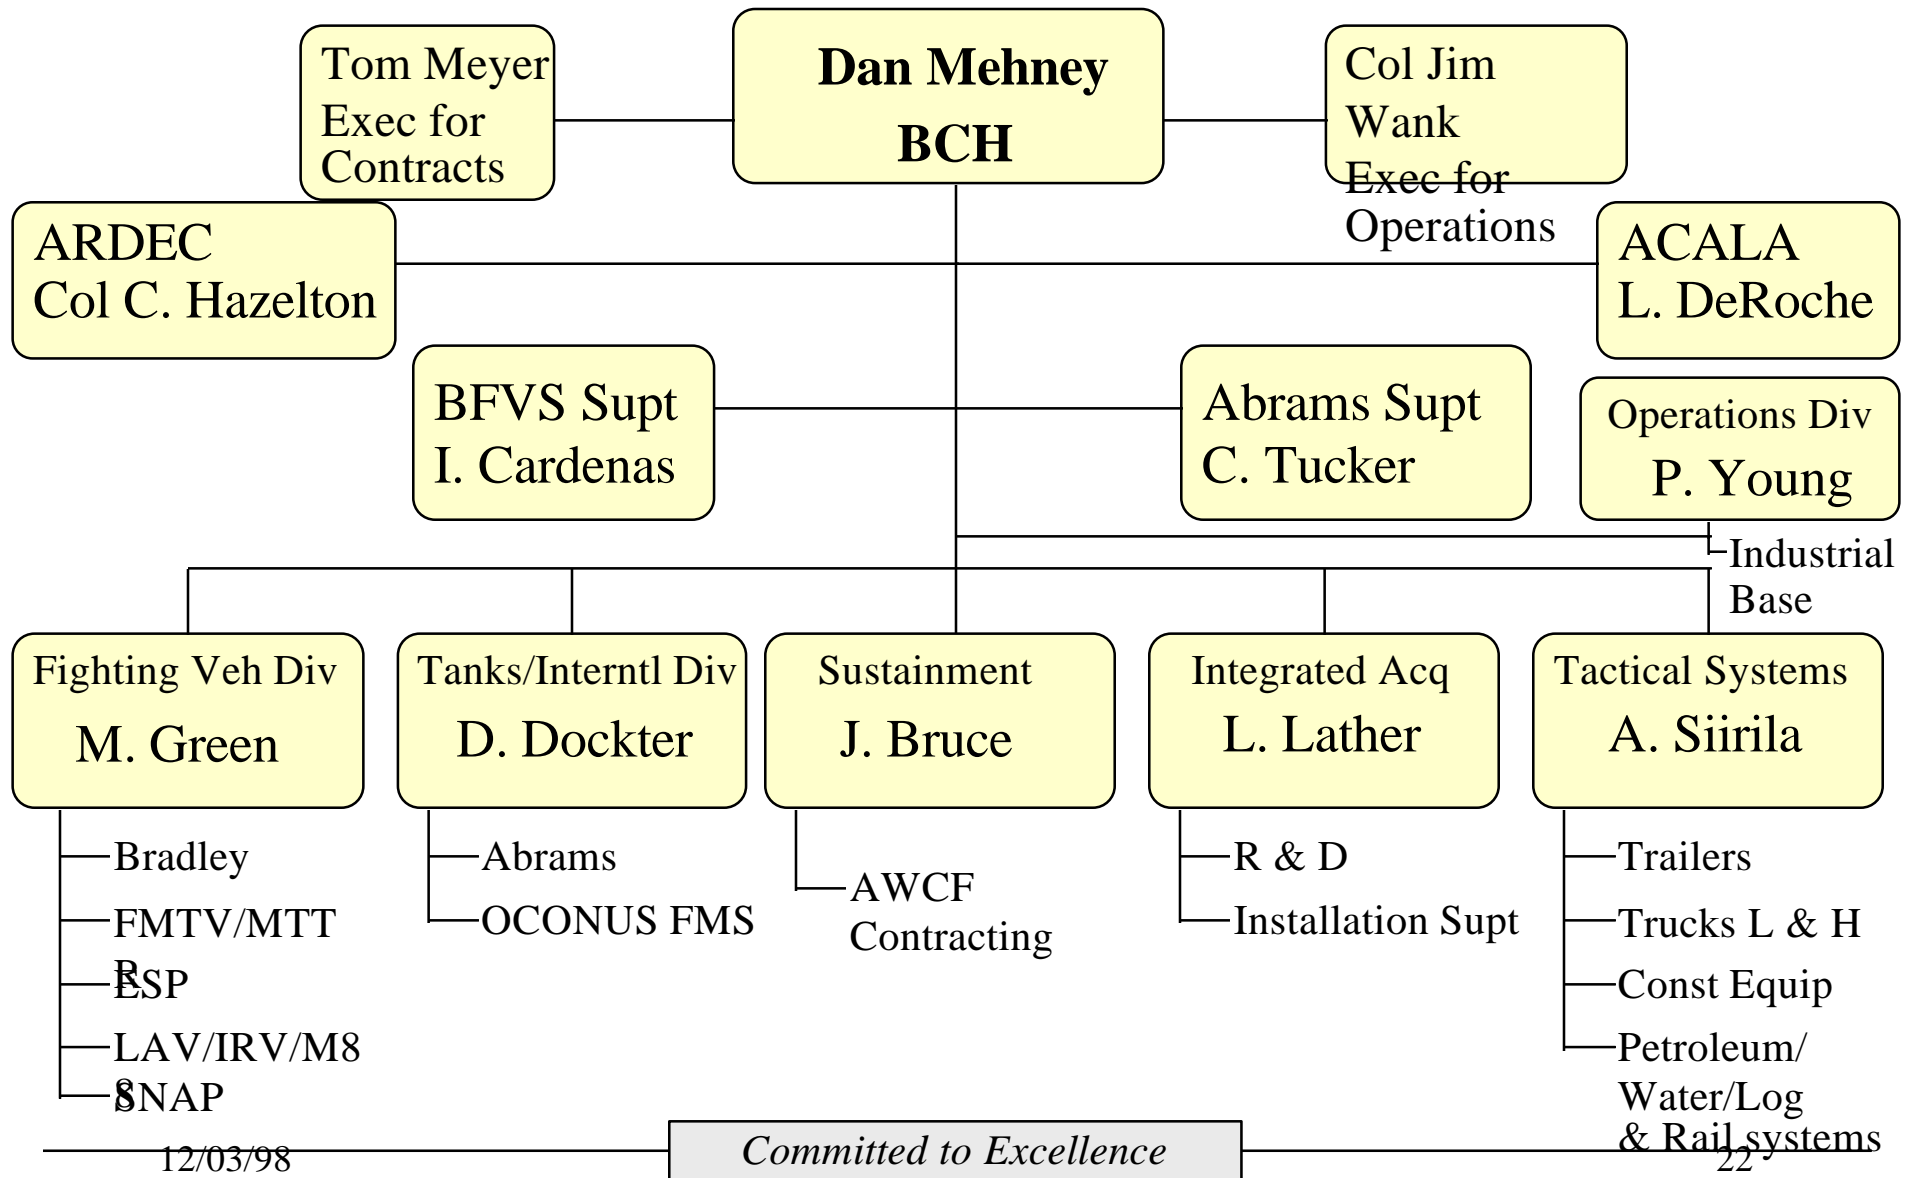 Tom Meyer
Exec for
Contracts
Dan Mehney
BCH
Col Jim
Wank
Exec for
Operations
ARDEC
Col C. Hazelton
ACALA
L. DeRoche
BFVS Supt
I. Cardenas
Abrams Supt
C. Tucker
Operations Div
P. Young
Industrial
Base
Fighting Veh Div
M. Green
Tanks/Interntl Div
D. Dockter
Sustainment
J. Bruce
Integrated Acq
L. Lather
Tactical Systems
A. Siirila
Bradley
FMTV/MTT
R
ESP
LAV/IRV/M8
8
SNAP
Abrams
OCONUS FMS
AWCF
Contracting
R & D
Installation Supt
Trailers
Trucks L & H
Const Equip
Petroleum/
Water/Log
& Rail systems
12/03/98
Committed to Excellence
22